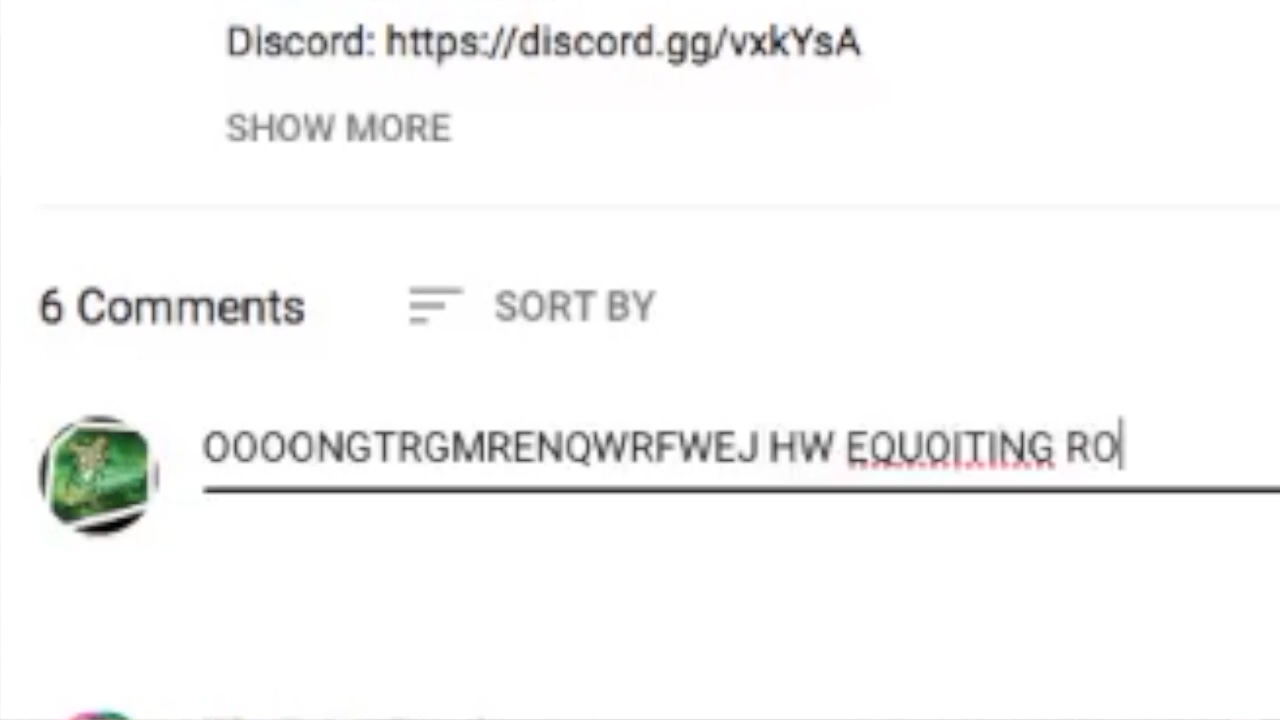 Discord: https://discord.gg/vxkYsA
SHOW MORE
6 Comments
SORT BY
OOOONGTRGMRENQWRFWEJ HW EQUOITING RO